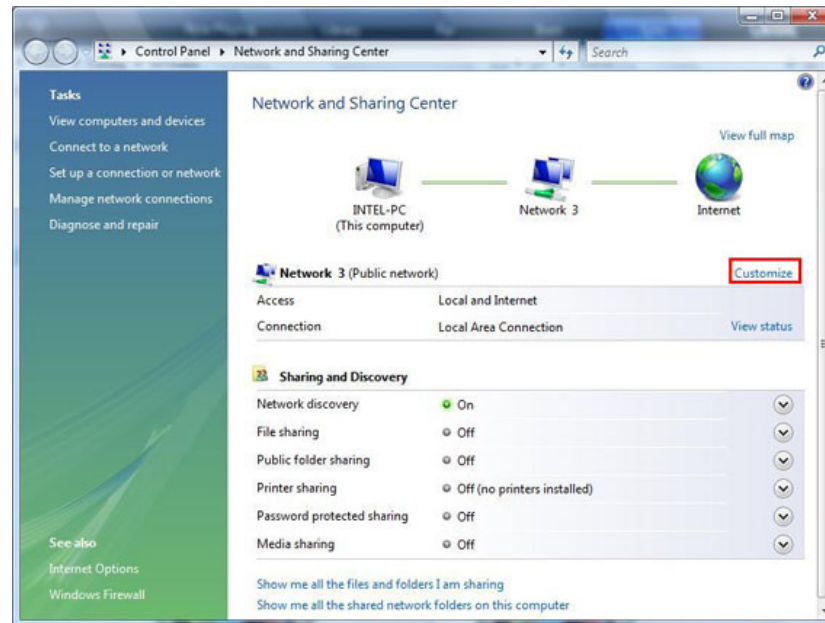 Control Panel
Network and Sharing Center
Search
Tasks
View computers and devices
Connect to a network
Set up a connection or network
Manage network connections
Diagnose and repair
See also
Internet Options
Windows Firewall
Network and Sharing Center
View full map
INTEL-PC
(This computer)
Network 3
Internet
Network 3 (Public network)
Customize
Access Local and Internet
Connection Local Area Connection View status
Sharing and Discovery
Network discovery On
File sharing Off
Public folder sharing Off
Printer sharing Off (no printers installed)
Password protected sharing Off
Media sharing Off
Show me all the files and folders I am sharing
Show me all the shared network folders on this computer